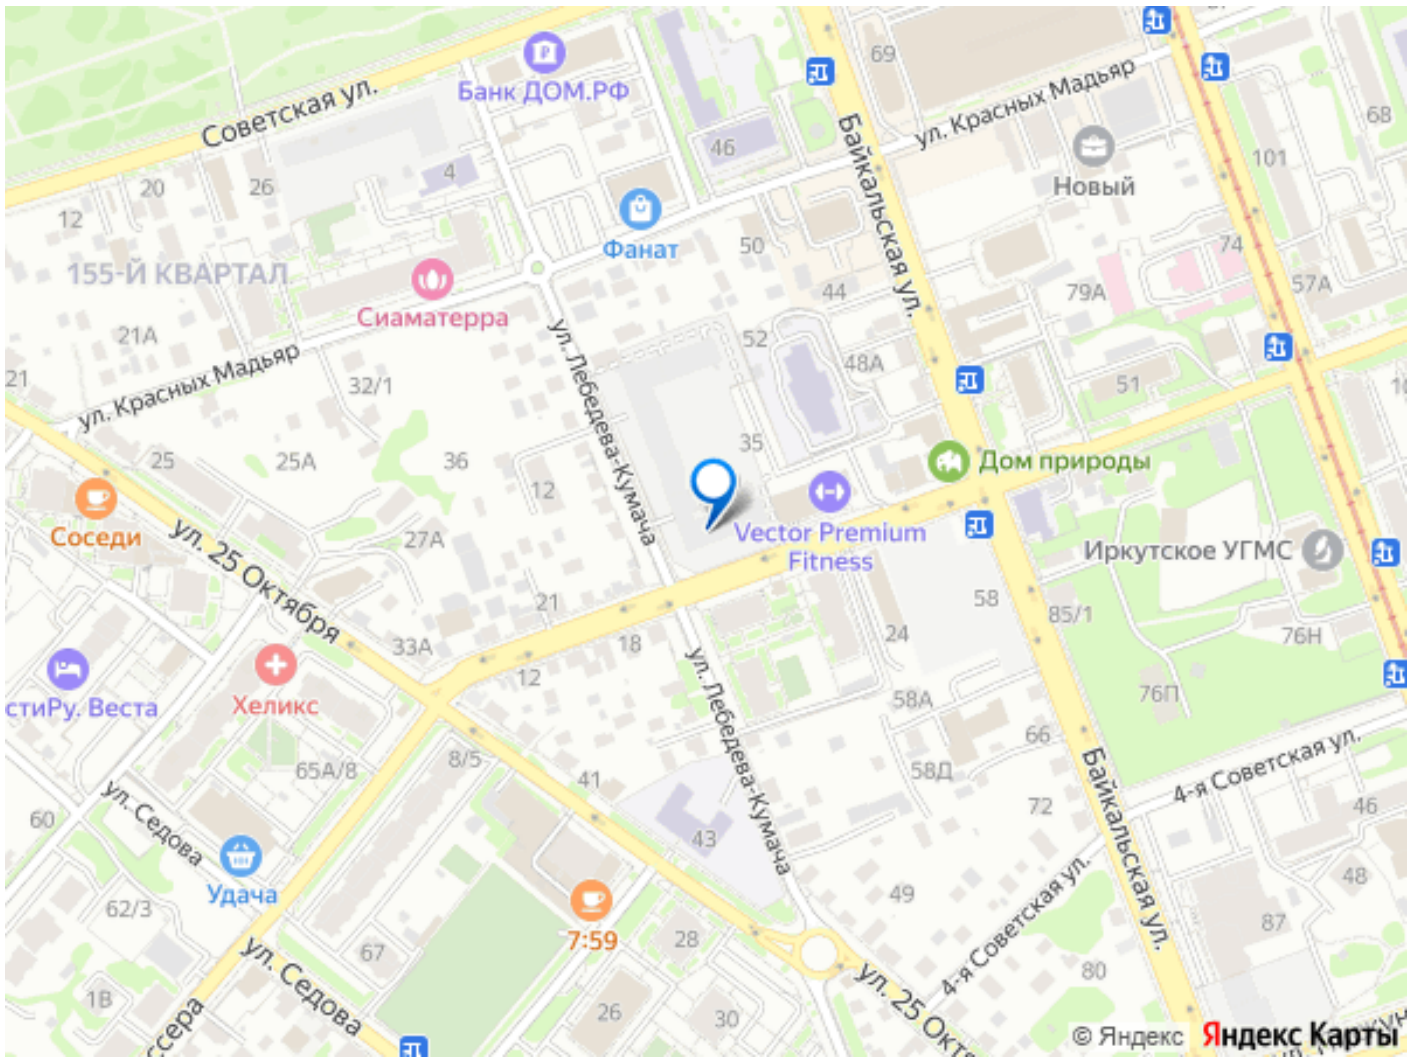 69
Банк ДОМ.РФ
Советская ул.
ул. Красных Мадьяр
68
46
101
4
Новый
20
26
12
Байкальская ул.
Фанат
50
74
155-Й КВАРТАЛ
57А
79А
44
Сиаматерра
21А
52
48А
ул. Лебедева-Кумача
21
ул. Красных Мадьяр
32/1
51
35
25
25А
36
Дом природы
12
Соседи
ул. 25 Октября
27А
Vector Premium
Fitness
Иркутское УГМС
21
58
85/1
33А
18
24
76Н
12
ул. Лебедева-Кумача
Хеликс
стиРу. Веста
58А
76П
66
4-я Советская ул.
8/5
65А/8
41
58Д
Байкальская ул.
72
46
60
ул. Седова
43
48
Удача
49
4-я Советская ул.
62/3
87
7:59
28
67
ул. Седова
80
ул. 25 Окт
1В
26
30
ссера
© Яндекс
Яндекс Карты